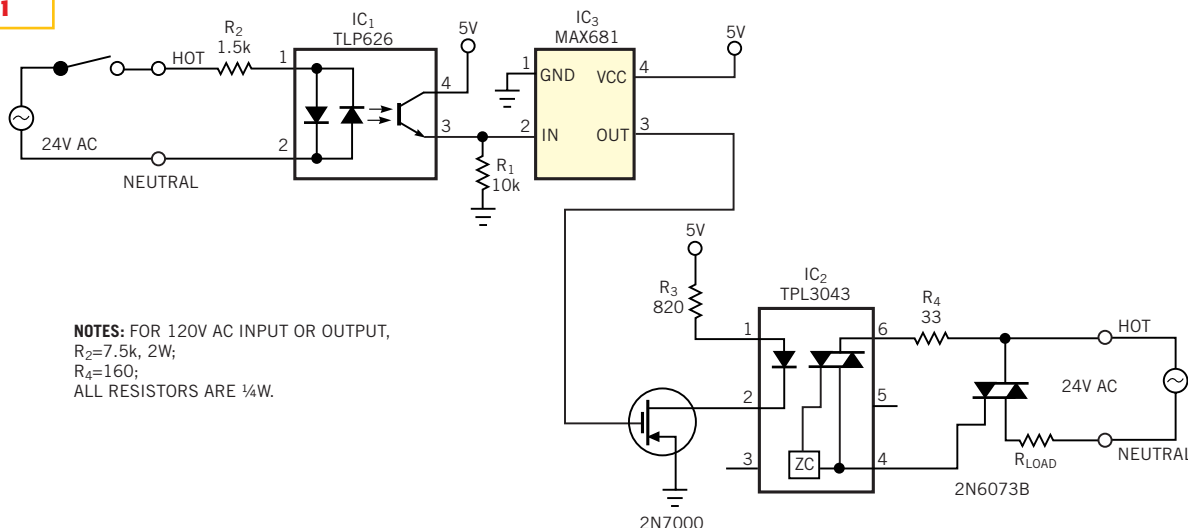 1
IC1
TLP626
IC3
MAX681
R2
1.5k
HOT
1
5V
4
3
2
24V AC
NEUTRAL
R1
10k
1
GND
VCC
4
5V
2
IN
OUT
3
5V
R3
820
IC2
TPL3043
R4
33
1
6
HOT
2
5
24V AC
3
ZC
4
RLOAD
NEUTRAL
2N6073B
2N7000
NOTES: FOR 120V AC INPUT OR OUTPUT,
R2=7.5k, 2W;
R4=160;
ALL RESISTORS ARE ¼W.